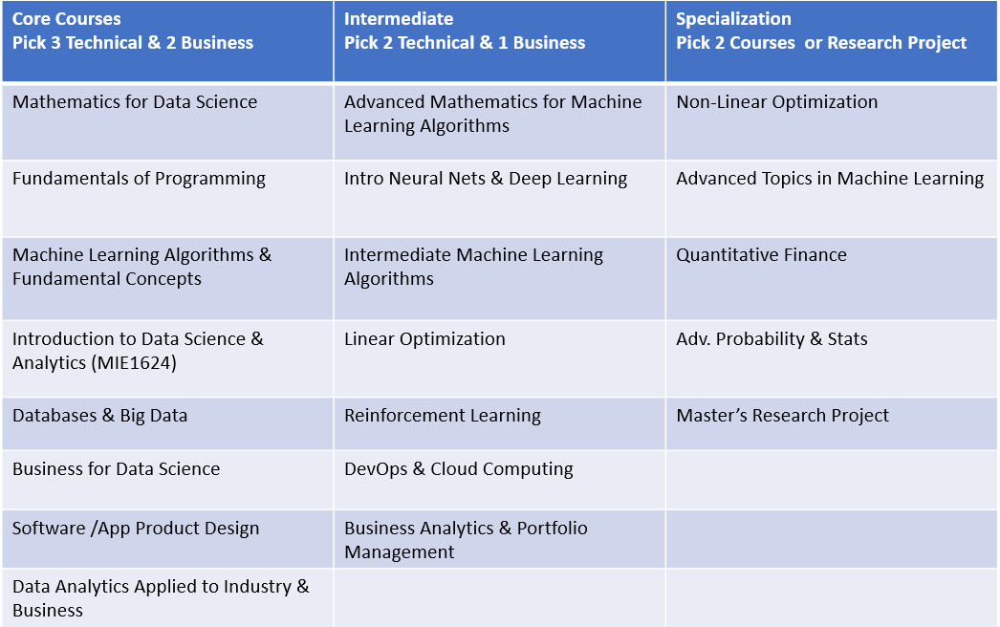 Core Courses
Pick 3 Technical & 2 Business
Intermediate
Pick 2 Technical & 1 Business
Specialization
Pick 2 Courses or Research Project
Mathematics for Data Science
Advanced Mathematics for Machine
Learning Algorithms
Non-Linear Optimization
Fundamentals of Programming
Intro Neural Nets & Deep Learning
Advanced Topics in Machine Learning
Machine Learning Algorithms &
Fundamental Concepts
Intermediate Machine Learning
Algorithms
Quantitative Finance
Introduction to Data Science &
Analytics (MIE1624)
Linear Optimization
Adv. Probability & Stats
Databases & Big Data
Reinforcement Learning
Master’s Research Project
Business for Data Science
DevOps & Cloud Computing
Software /App Product Design
Business Analytics & Portfolio
Management
Data Analytics Applied to Industry &
Business